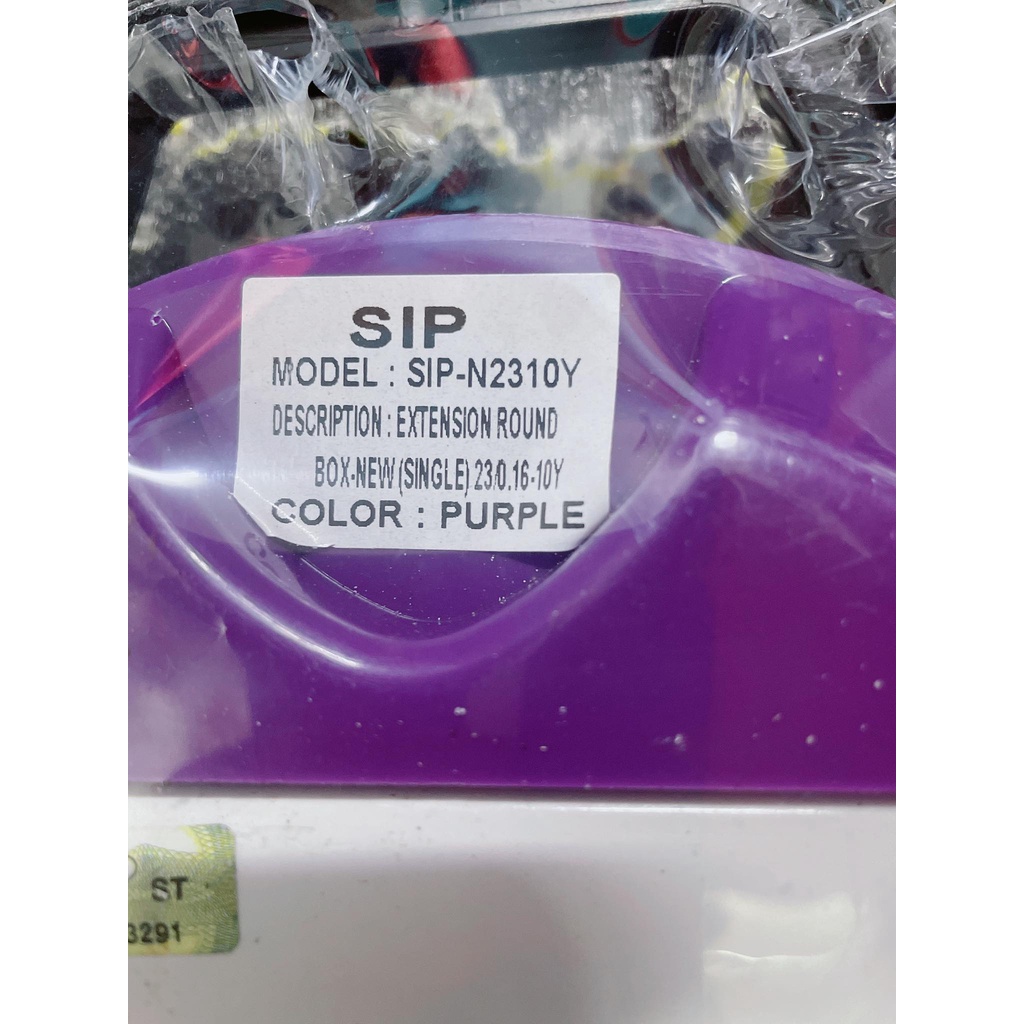 SIP
MODEL : SIP-N2310Y
DESCRIPTION : EXTENSION ROUND
BOX-NEW (SINGLE) 23/0.16-10Y
COLOR : PURPLE
ST
3291